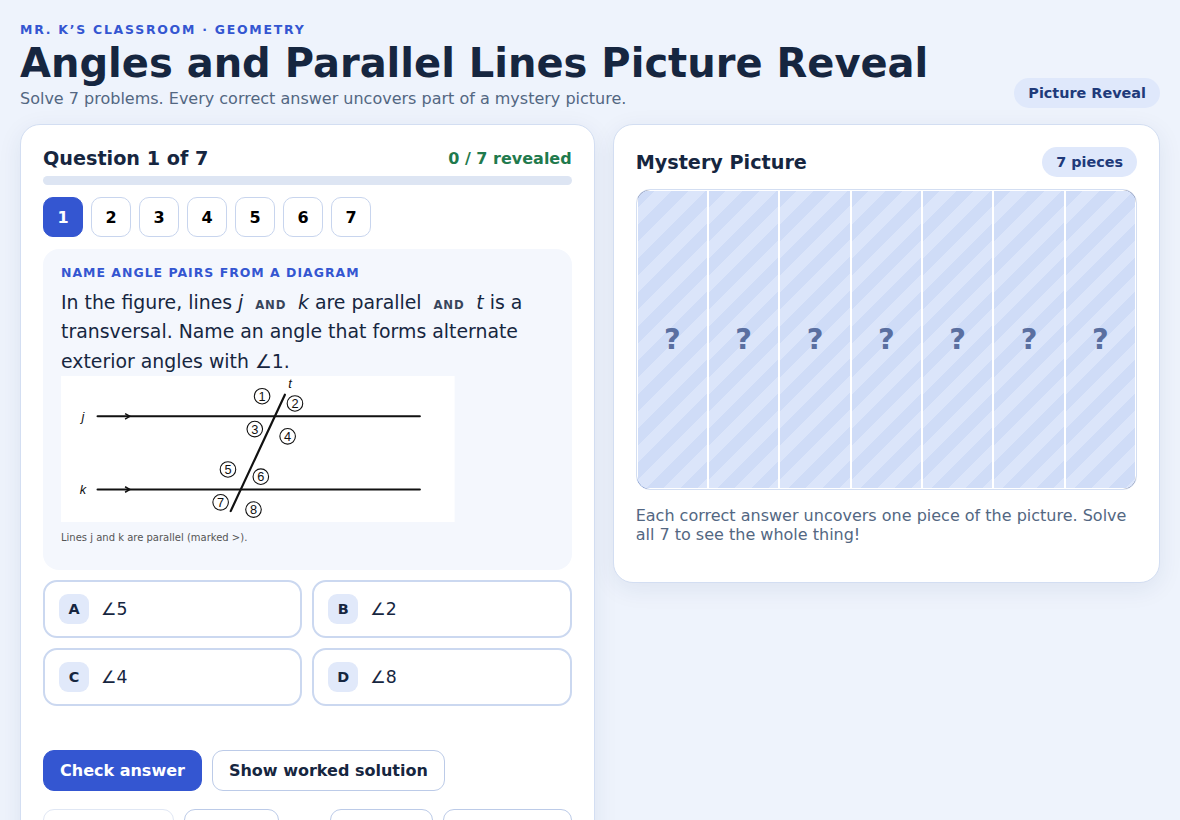 MR. K’S CLASSROOM · GEOMETRY
Angles and Parallel Lines Picture Reveal
Solve 7 problems. Every correct answer uncovers part of a mystery picture.
Picture Reveal
Question 1 of 7
0 / 7 revealed
1 2 3 4 5 6 7
NAME ANGLE PAIRS FROM A DIAGRAM
In the figure, lines j AND k are parallel AND t is a
transversal. Name an angle that forms alternate
exterior angles with ∠1.
t
1
2
j
3
4
5
6
k
7
8
Lines j and k are parallel (marked >).
A ∠5
B ∠2
C ∠4
D ∠8
Check answer
Show worked solution
Mystery Picture
7 pieces
? ? ? ? ? ? ?
Each correct answer uncovers one piece of the picture. Solve
all 7 to see the whole thing!